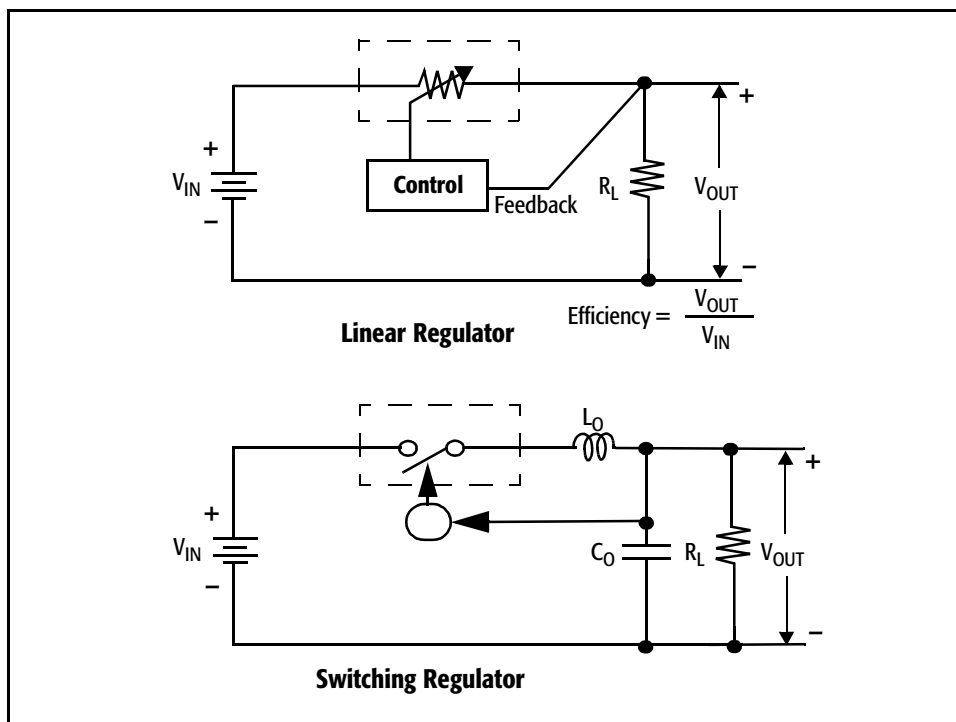 +
V_IN
−
Control
Feedback
R_L
+
V_OUT
−
Linear Regulator
Efficiency = V_OUT / V_IN
L_O
+
V_IN
−
C_O
R_L
+
V_OUT
−
Switching Regulator